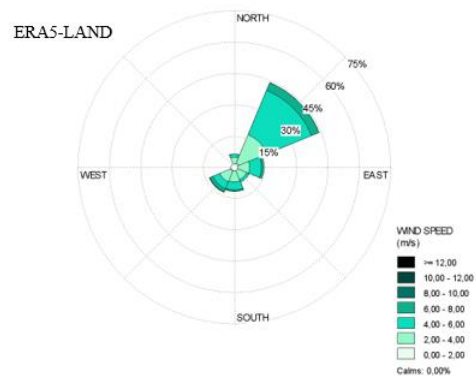 NORTH
ERA5-LAND
75%
60%
45%
30%
15%
WEST
EAST
SOUTH
WIND SPEED
(m/s)
>= 12,00
10,00 - 12,00
8,00 - 10,00
6,00 - 8,00
4,00 - 6,00
2,00 - 4,00
0,00 - 2,00
Calms: 0,00%